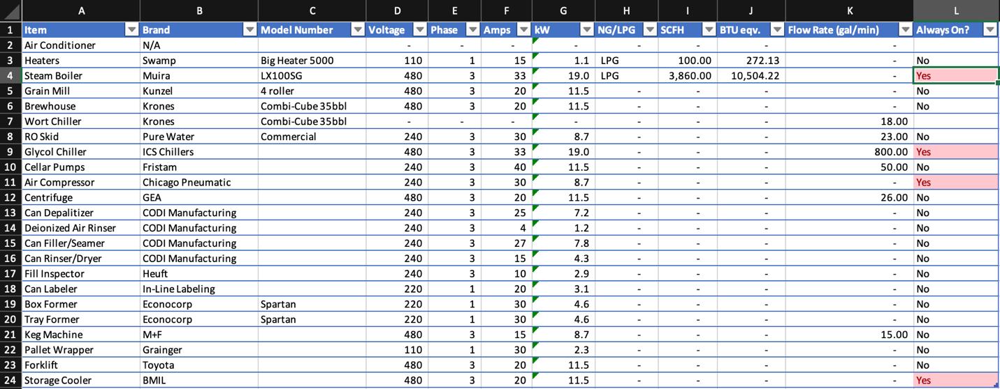 A B C D E F G H I J K L
1 Item Brand Model Number Voltage Phase Amps kW NG/LPG SCFH BTU eqv. Flow Rate (gal/min) Always On?
2 Air Conditioner N/A - - - - - - - -
3 Heaters Swamp Big Heater 5000 110 1 15 1.1 LPG 100.00 272.13 - No
4 Steam Boiler Muira LX100SG 480 3 33 19.0 LPG 3,860.00 10,504.22 - Yes
5 Grain Mill Kunzel 4 roller 480 3 20 11.5 - - - - No
6 Brewhouse Krones Combi-Cube 35bbl 480 3 20 11.5 - - - - No
7 Wort Chiller Krones Combi-Cube 35bbl - - - - - - - 18.00
8 RO Skid Pure Water Commercial 240 3 30 8.7 - - - 23.00 No
9 Glycol Chiller ICS Chillers 480 3 33 19.0 - - - 800.00 Yes
10 Cellar Pumps Fristam 240 3 40 11.5 - - - 50.00 No
11 Air Compressor Chicago Pneumatic 240 3 30 8.7 - - - - Yes
12 Centrifuge GEA 480 3 20 11.5 - - - 26.00 No
13 Can Depalitizer CODI Manufacturing 240 3 25 7.2 - - - - No
14 Deionized Air Rinser CODI Manufacturing 240 3 4 1.2 - - - - No
15 Can Filler/Seamer CODI Manufacturing 240 3 27 7.8 - - - - No
16 Can Rinser/Dryer CODI Manufacturing 240 3 15 4.3 - - - - No
17 Fill Inspector Heuft 240 3 10 2.9 - - - - No
18 Can Labeler In-Line Labeling 220 1 20 3.1 - - - - No
19 Box Former Econocorp Spartan 220 1 30 4.6 - - - - No
20 Tray Former Econocorp Spartan 220 1 30 4.6 - - - - No
21 Keg Machine M+F 480 3 15 8.7 - - - 15.00 No
22 Pallet Wrapper Grainger 110 1 30 2.3 - - - - No
23 Forklift Toyota 480 3 20 11.5 - - - - No
24 Storage Cooler BMIL 480 3 20 11.5 - - - - Yes